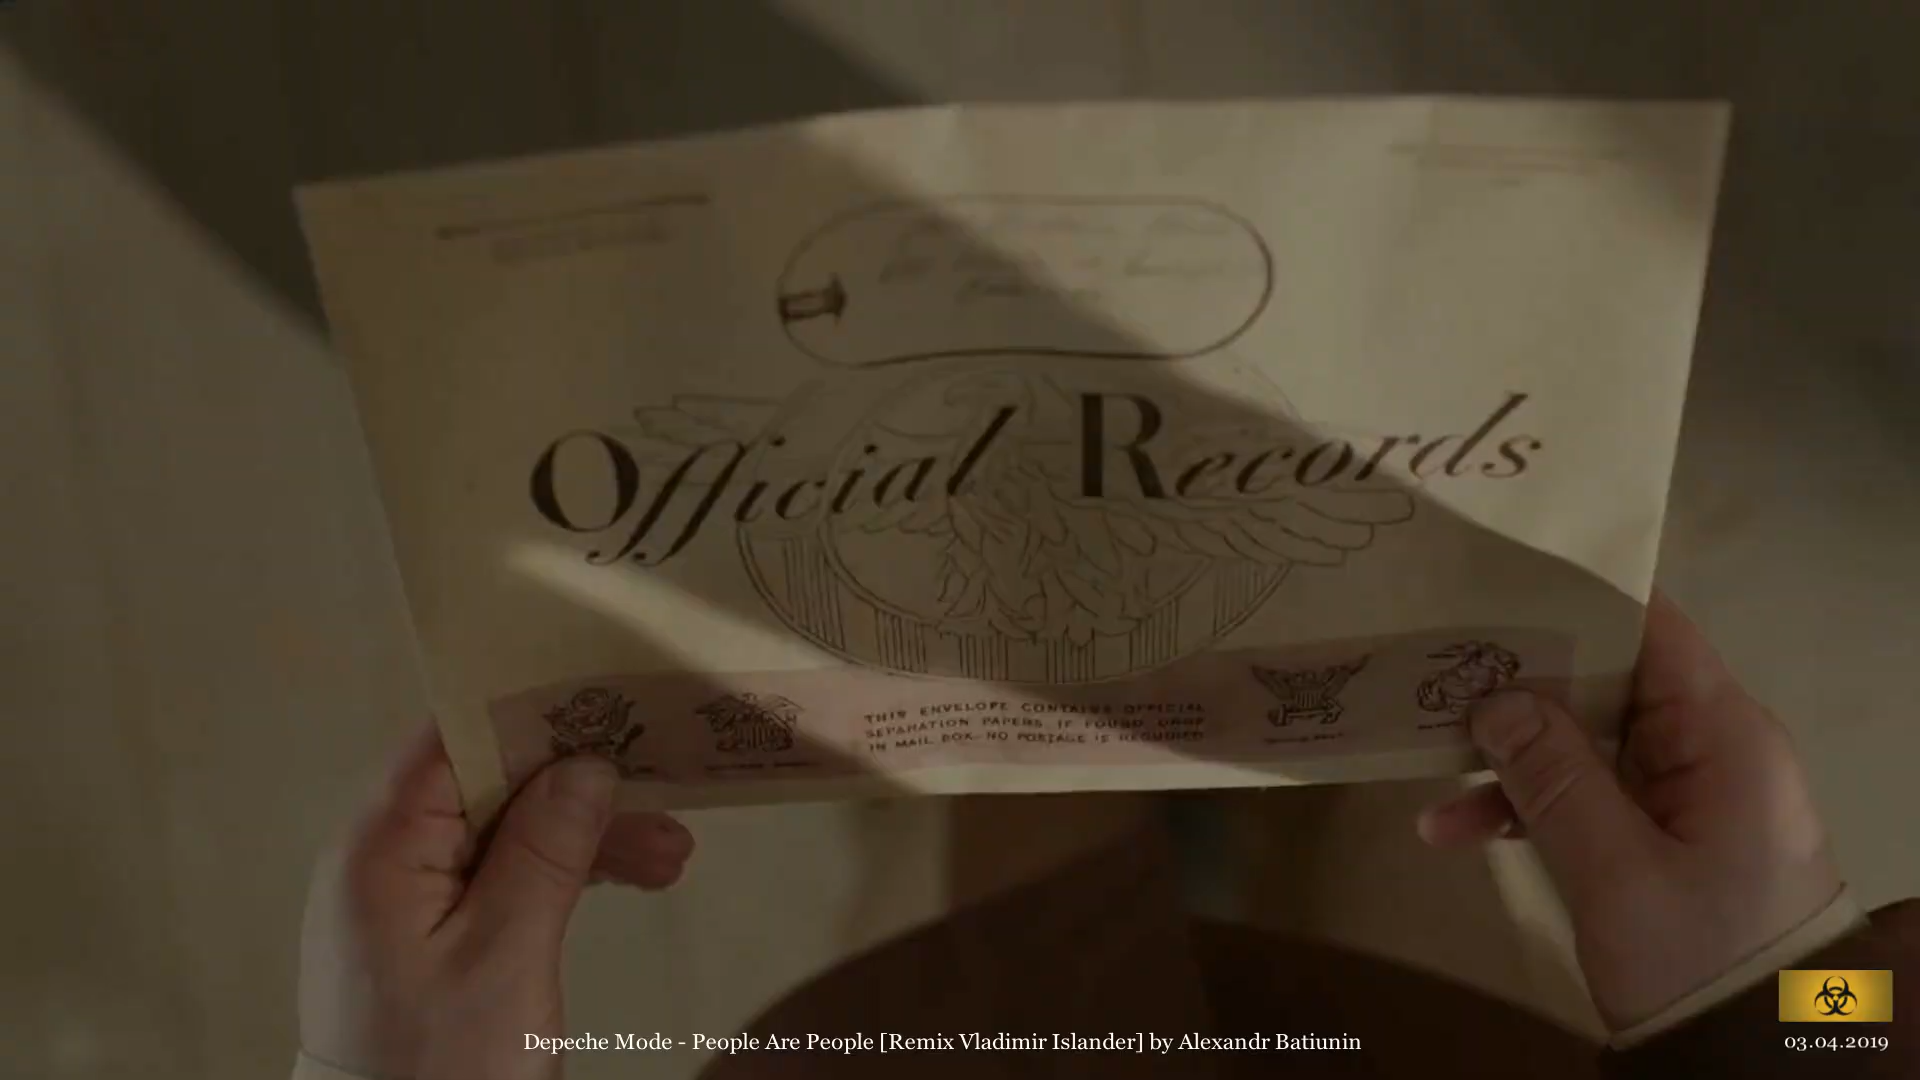 Official Records
THIS ENVELOPE CONTAINS OFFICIAL
SEPARATION PAPERS. IF FOUND DROP
IN MAIL BOX. NO POSTAGE IS REQUIRED
Depeche Mode - People Are People [Remix Vladimir Islander] by Alexandr Batiunin
03.04.2019